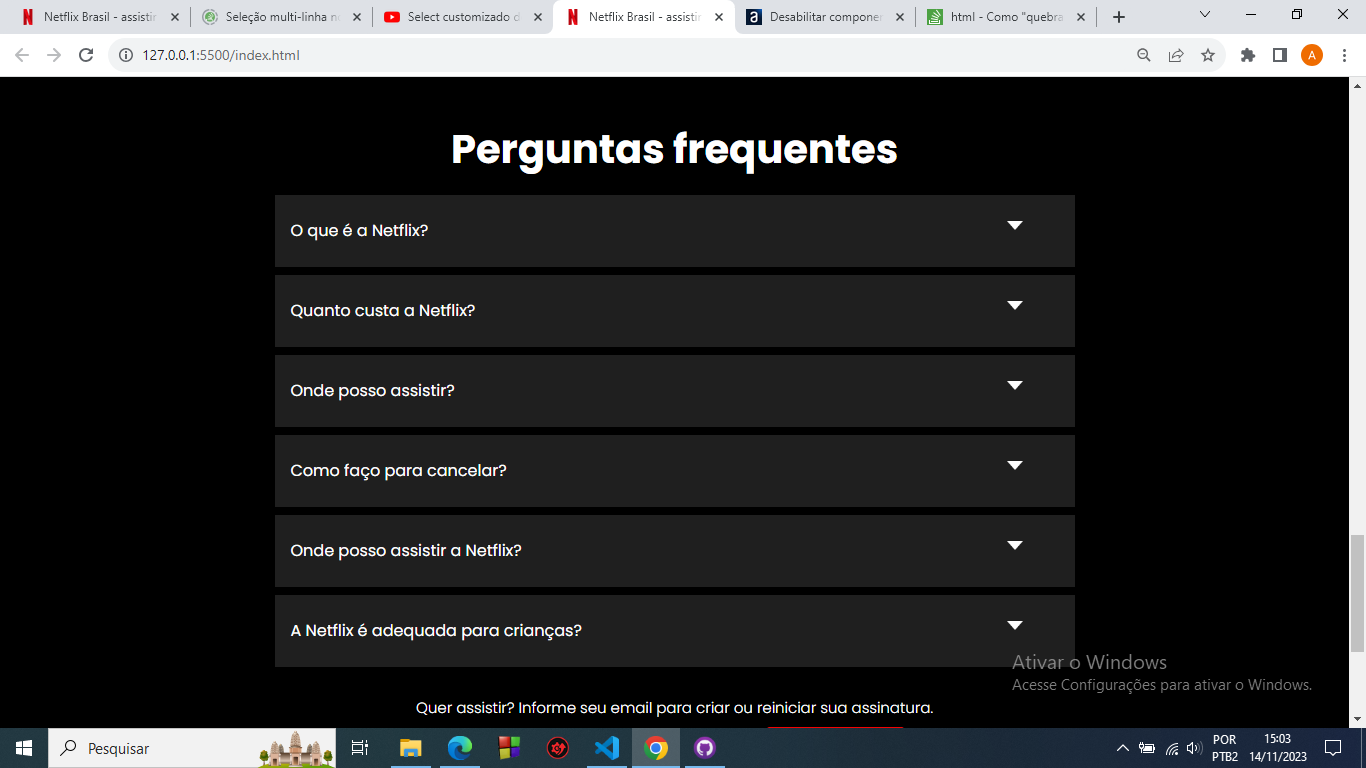 Netflix Brasil - assistir
Seleção multi-linha no
Select customizado d
Netflix Brasil - assistir
Desabilitar componen
html - Como "quebra
127.0.0.1:5500/index.html
A
Perguntas frequentes
O que é a Netflix?
Quanto custa a Netflix?
Onde posso assistir?
Como faço para cancelar?
Onde posso assistir a Netflix?
A Netflix é adequada para crianças?
Ativar o Windows
Acesse Configurações para ativar o Windows.
Quer assistir? Informe seu email para criar ou reiniciar sua assinatura.
Pesquisar
POR
PTB2
15:03
14/11/2023